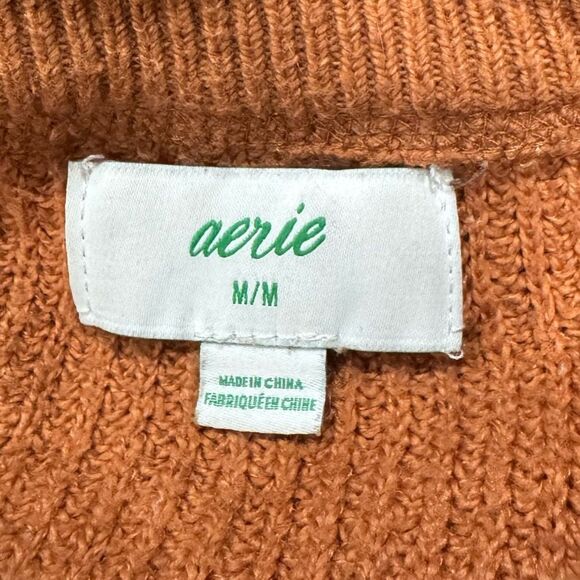 aerie
M/M
MADE IN CHINA
FABRIQUÉ EN CHINE